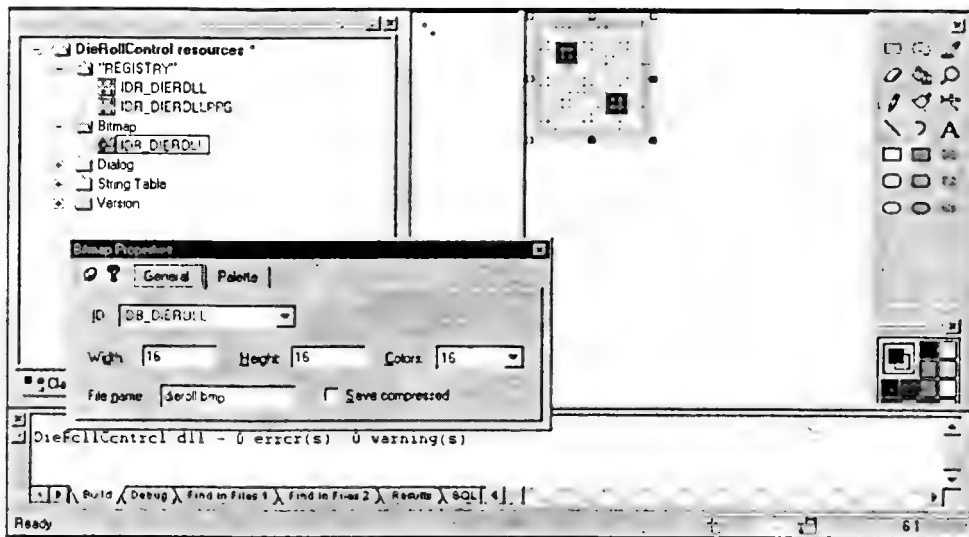 DieRollControl resources *
"REGISTRY"
IDR_DIEROLL
IDR_DIEROLLPPG
Bitmap
IDB_DIEROLL
Dialog
String Table
Version
Bitmap Properties
General Palette
ID: IDB_DIEROLL
Width: 16 Height: 16 Colors: 16
File name: dieroll.bmp Save compressed
Cla
DieRollControl dll - 0 error(s) 0 warning(s)
Build Debug Find in Files 1 Find in Files 2 Results SQL
Ready
A